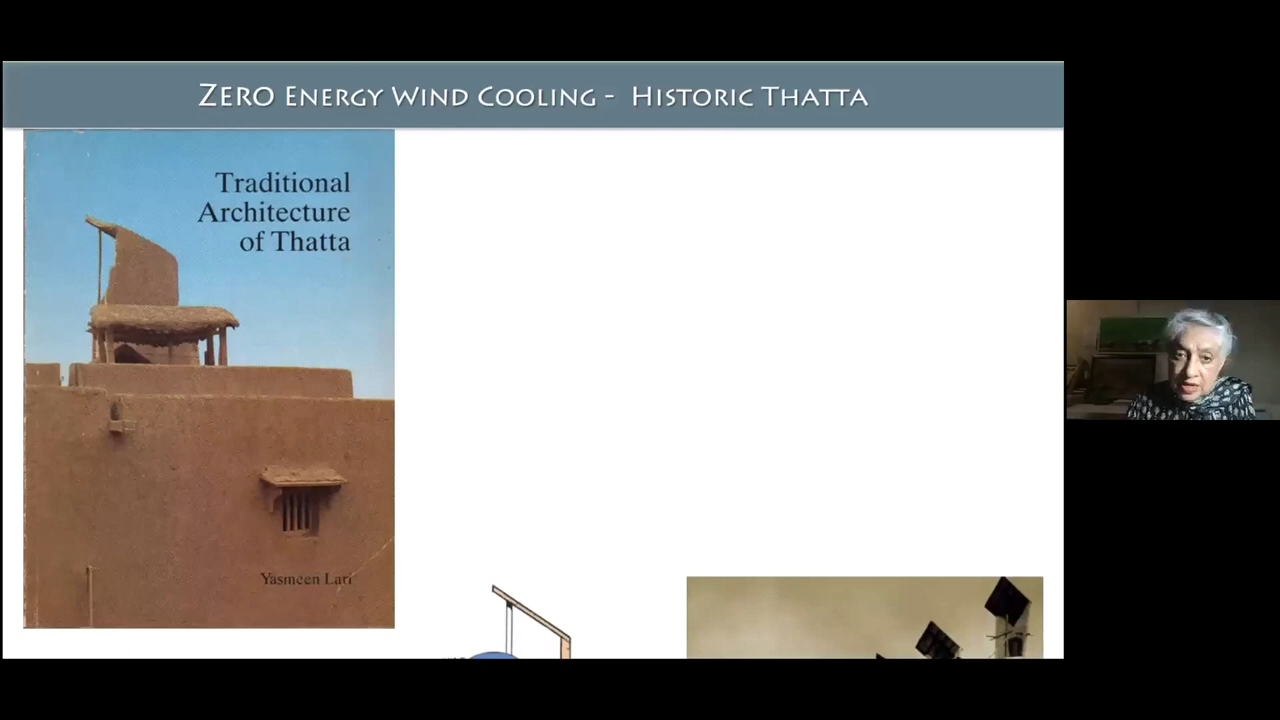 ZERO ENERGY WIND COOLING - HISTORIC THATTA
Traditional
Architecture
of Thatta
Yasmeen Lari